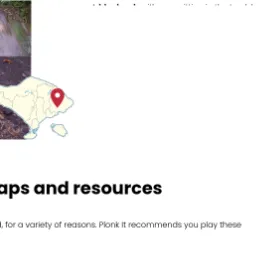 aps and resources
, for a variety of reasons. Plonk It recommends you play these